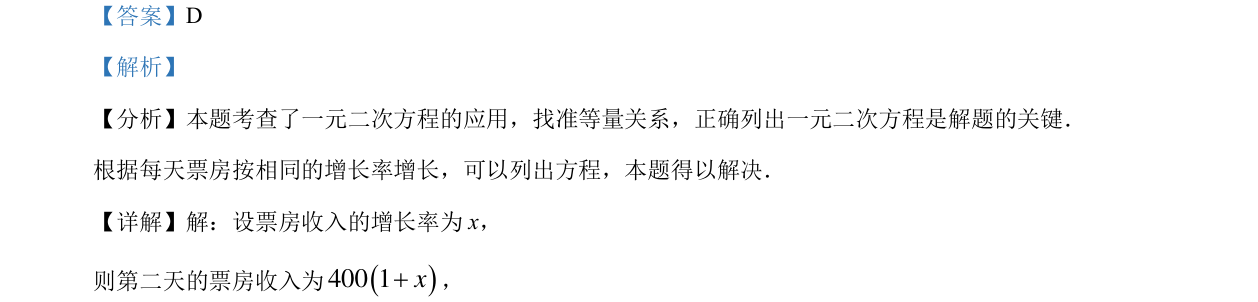 【答案】D
【解析】
【分析】本题考查了一元二次方程的应用，找准等量关系，正确列出一元二次方程是解题的关键．
根据每天票房按相同的增长率增长，可以列出方程，本题得以解决．
【详解】解：设票房收入的增长率为 x，
则第二天的票房收入为 400(1+x)，